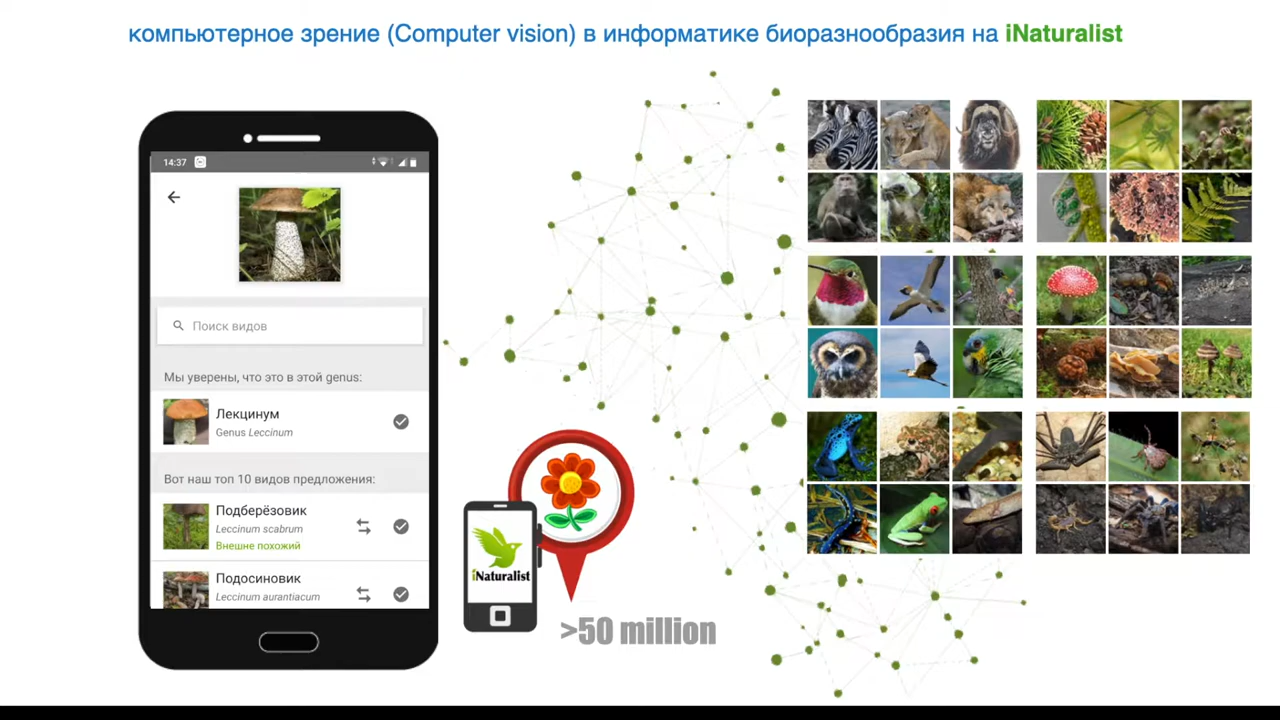 компьютерное зрение (Computer vision) в информатике биоразнообразия на iNaturalist
14:37
Поиск видов
Мы уверены, что это в этой genus:
Лекцинум
Genus Leccinum
Вот наш топ 10 видов предложения:
Подберёзовик
Leccinum scabrum
Внешне похожий
Подосиновик
Leccinum aurantiacum
iNaturalist
>50 million